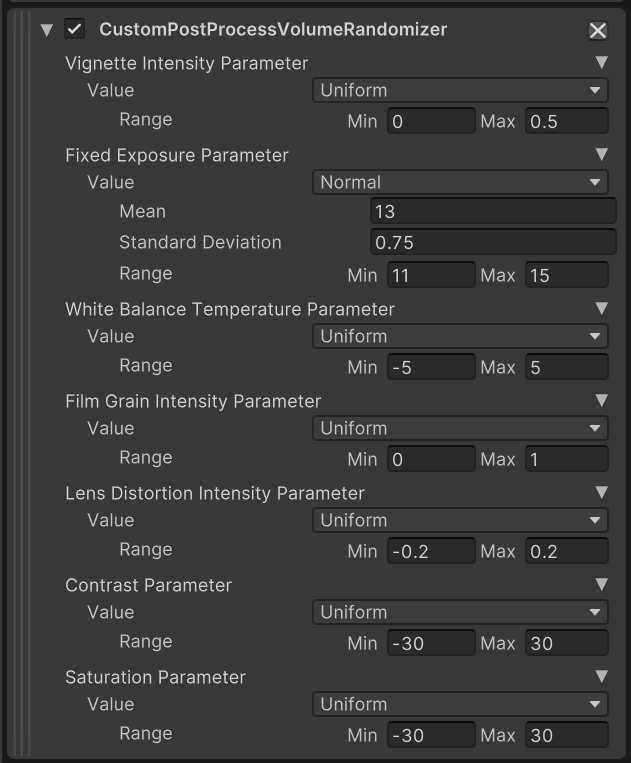 CustomPostProcessVolumeRandomizer
Vignette Intensity Parameter
Value Uniform
Range Min 0 Max 0.5
Fixed Exposure Parameter
Value Normal
Mean 13
Standard Deviation 0.75
Range Min 11 Max 15
White Balance Temperature Parameter
Value Uniform
Range Min -5 Max 5
Film Grain Intensity Parameter
Value Uniform
Range Min 0 Max 1
Lens Distortion Intensity Parameter
Value Uniform
Range Min -0.2 Max 0.2
Contrast Parameter
Value Uniform
Range Min -30 Max 30
Saturation Parameter
Value Uniform
Range Min -30 Max 30